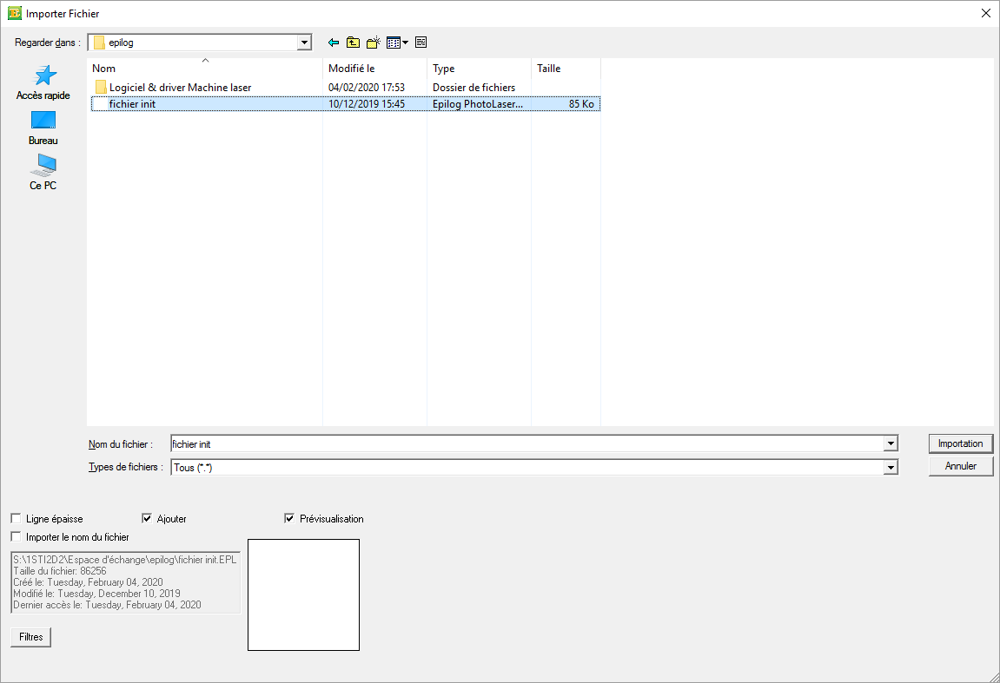 Importer Fichier
Regarder dans : epilog
Nom Modifié le Type Taille
Logiciel & driver Machine laser 04/02/2020 17:53 Dossier de fichiers
fichier init 10/12/2019 15:45 Epilog PhotoLaser... 85 Ko
Accès rapide
Bureau
Ce PC
Nom du fichier : fichier init Importation
Types de fichiers : Tous (*.*) Annuler
Ligne épaisse Ajouter Prévisualisation
Importer le nom du fichier
S:\1STI2D2\Espace d'échange\epilog\fichier init.EPL
Taille du fichier: 86256
Créé le: Tuesday, February 04, 2020
Modifié le: Tuesday, December 10, 2019
Dernier accès le: Tuesday, February 04, 2020
Filtres